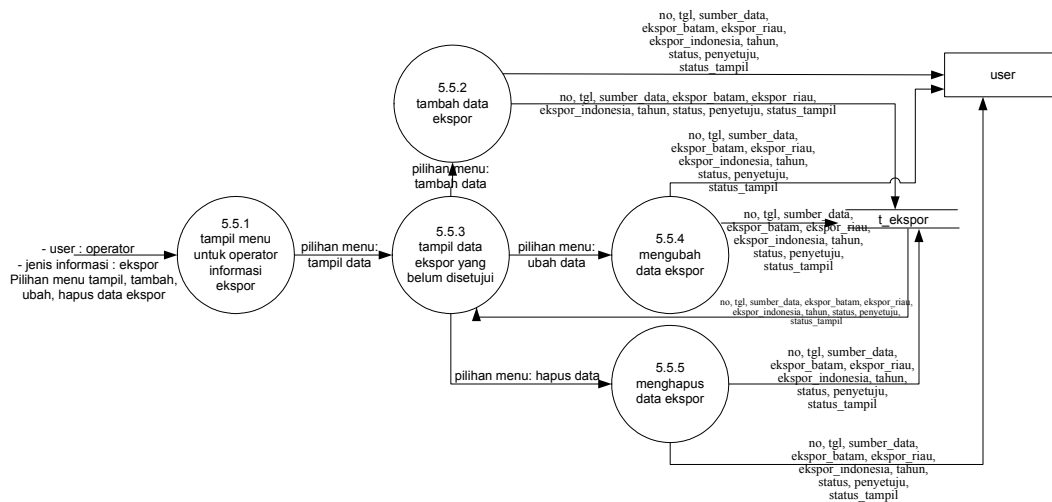 no, tgl, sumber_data,
ekspor_batam, ekspor_riau,
ekspor_indonesia, tahun,
status, penyetuju,
status_tampil
user
5.5.2
tambah data
ekspor
no, tgl, sumber_data, ekspor_batam, ekspor_riau,
ekspor_indonesia, tahun, status, penyetuju, status_tampil
no, tgl, sumber_data,
ekspor_batam, ekspor_riau,
ekspor_indonesia, tahun,
status, penyetuju,
status_tampil
pilihan menu:
tambah data
- user : operator
- jenis informasi : ekspor
Pilihan menu tampil, tambah,
ubah, hapus data ekspor
5.5.1
tampil menu
untuk operator
informasi
ekspor
pilihan menu:
tampil data
5.5.3
tampil data
ekspor yang
belum disetujui
pilihan menu:
ubah data
5.5.4
mengubah
data ekspor
no, tgl, sumber_data,
ekspor_batam, ekspor_riau,
ekspor_indonesia, tahun,
status, penyetuju,
status_tampil
t_ekspor
no, tgl, sumber_data, ekspor_batam, ekspor_riau,
ekspor_indonesia, tahun, status, penyetuju,
status_tampil
pilihan menu: hapus data
5.5.5
menghapus
data ekspor
no, tgl, sumber_data,
ekspor_batam, ekspor_riau,
ekspor_indonesia, tahun,
status, penyetuju,
status_tampil
no, tgl, sumber_data,
ekspor_batam, ekspor_riau,
ekspor_indonesia, tahun,
status, penyetuju,
status_tampil